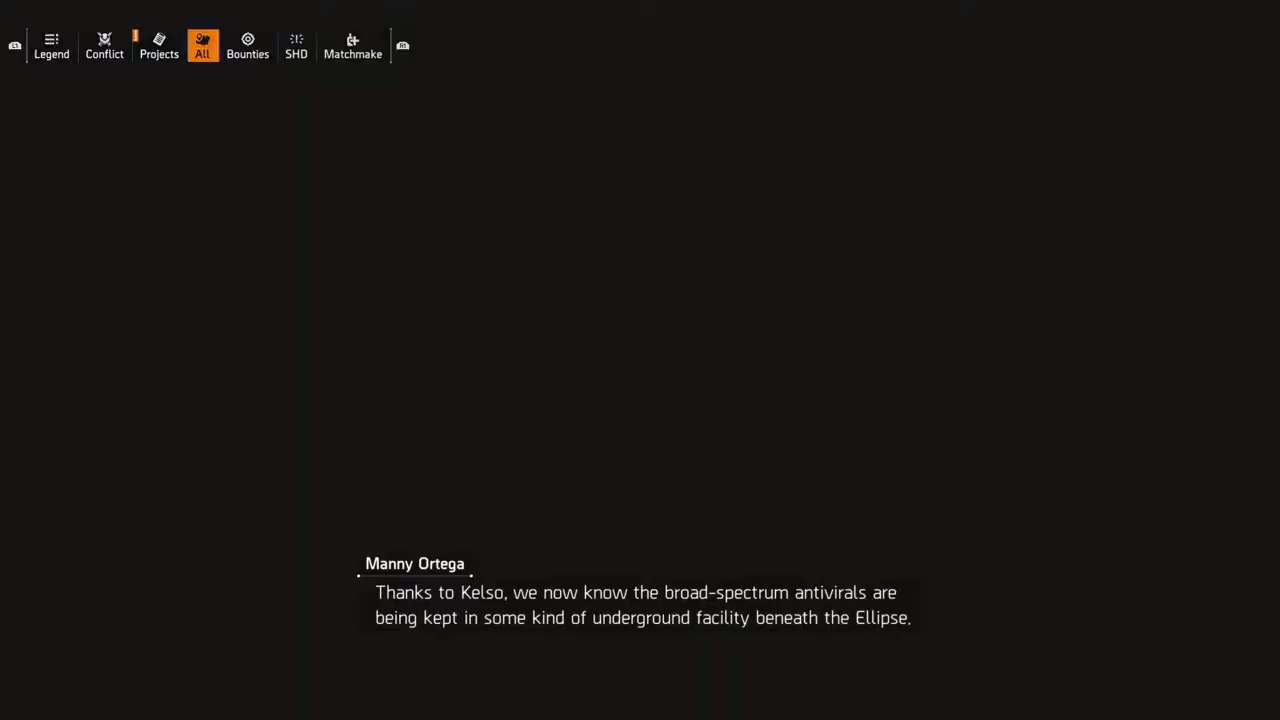 Legend Conflict Projects All Bounties SHD Matchmake
Manny Ortega
Thanks to Kelso, we now know the broad-spectrum antivirals are
being kept in some kind of underground facility beneath the Ellipse.